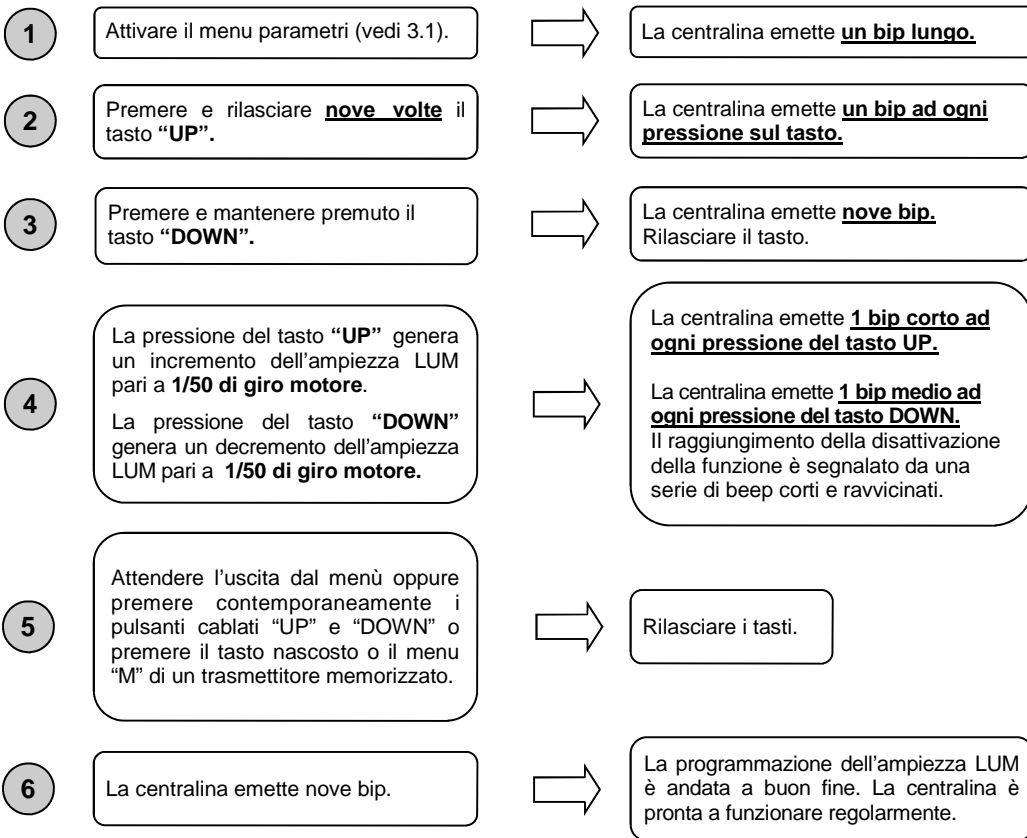 1
Attivare il menu parametri (vedi 3.1).
La centralina emette un bip lungo.
2
Premere e rilasciare nove volte il
tasto “UP”.
La centralina emette un bip ad ogni
pressione sul tasto.
3
Premere e mantenere premuto il
tasto “DOWN”.
La centralina emette nove bip.
Rilasciare il tasto.
4
La pressione del tasto “UP” genera
un incremento dell’ampiezza LUM
pari a 1/50 di giro motore.
La pressione del tasto “DOWN”
genera un decremento dell’ampiezza
LUM pari a 1/50 di giro motore.
La centralina emette 1 bip corto ad
ogni pressione del tasto UP.
La centralina emette 1 bip medio ad
ogni pressione del tasto DOWN.
Il raggiungimento della disattivazione
della funzione è segnalato da una
serie di beep corti e ravvicinati.
5
Attendere l’uscita dal menù oppure
premere contemporaneamente i
pulsanti cablati “UP” e “DOWN” o
premere il tasto nascosto o il menu
“M” di un trasmettitore memorizzato.
Rilasciare i tasti.
6
La centralina emette nove bip.
La programmazione dell’ampiezza LUM
è andata a buon fine. La centralina è
pronta a funzionare regolarmente.